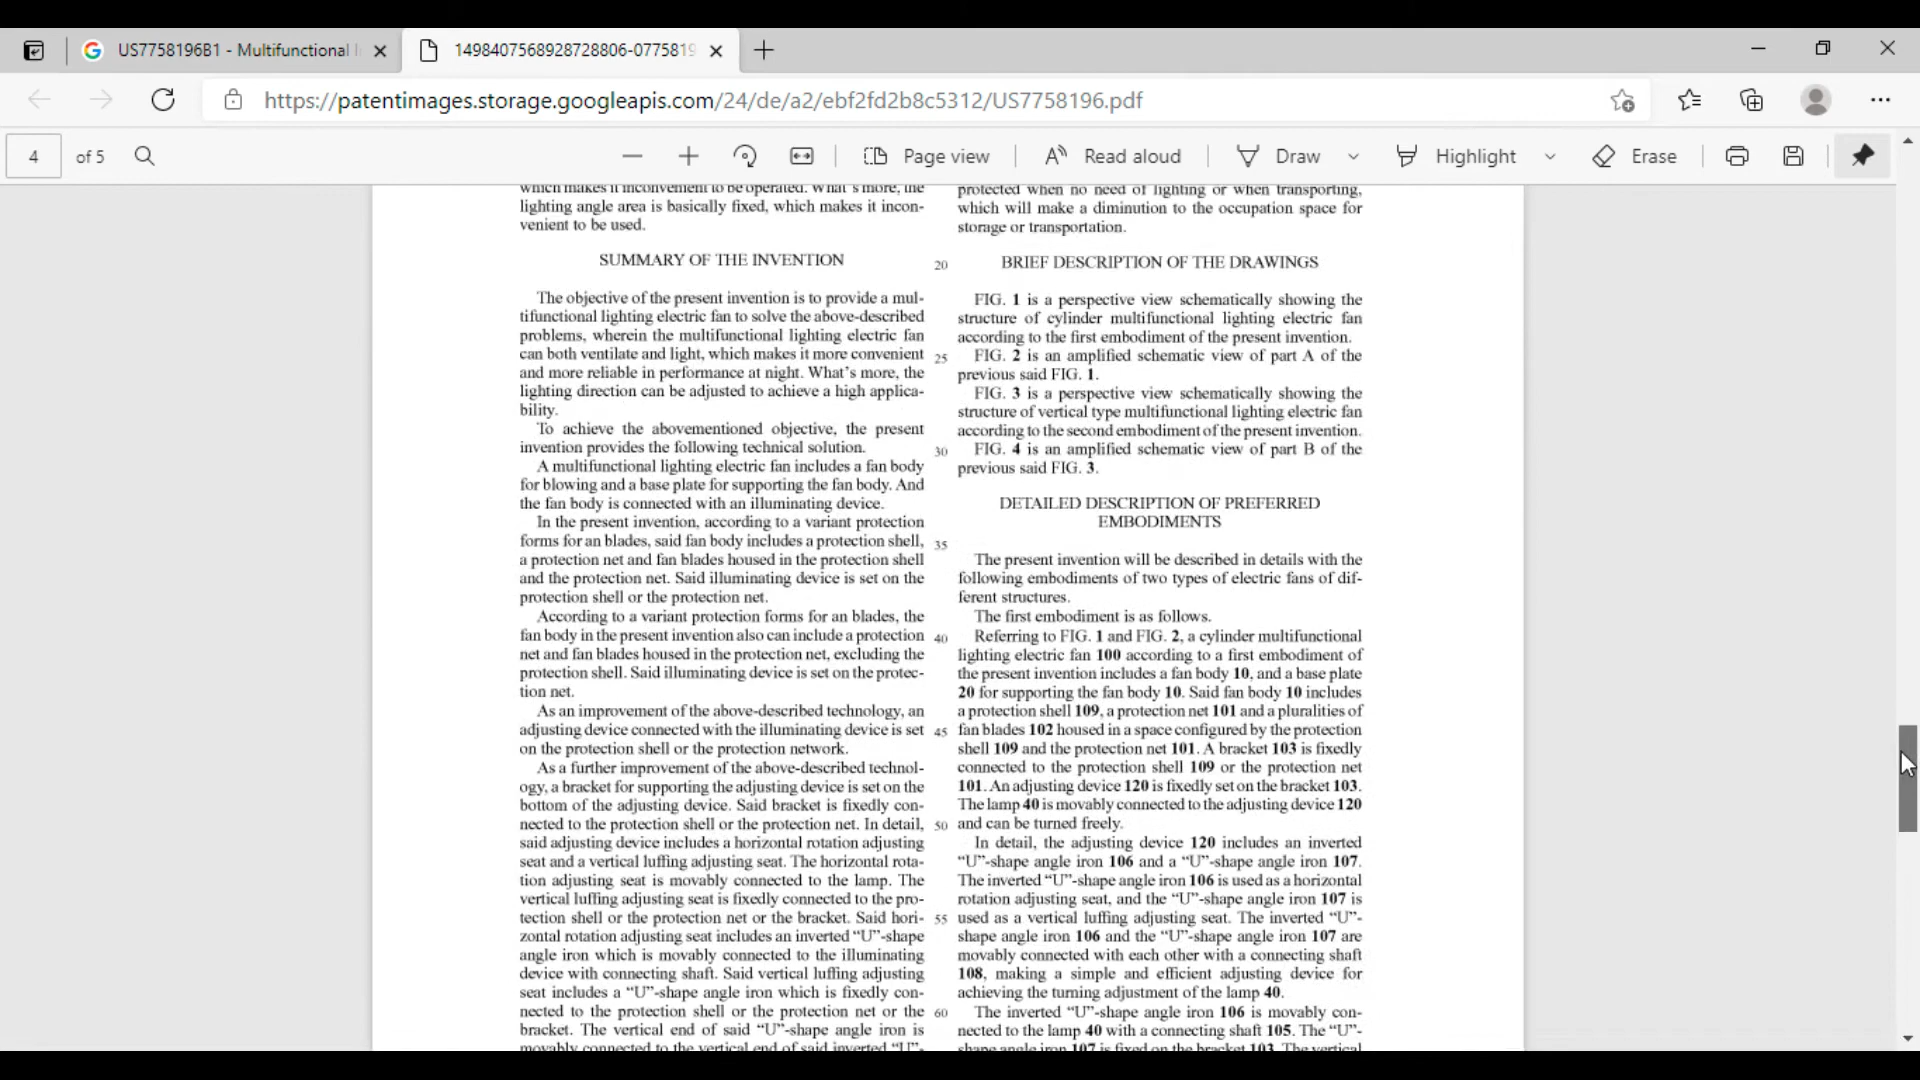 US7758196B1 - Multifunctional
1498407568928728806-0775819
https://patentimages.storage.googleapis.com/24/de/a2/ebf2fd2b8c5312/US7758196.pdf
4 of 5 Page view Read aloud Draw Highlight Erase
which makes it inconvenient to be operated. What's more, the
lighting angle area is basically fixed, which makes it incon-
venient to be used.
SUMMARY OF THE INVENTION
The objective of the present invention is to provide a mul-
tifunctional lighting electric fan to solve the above-described
problems, wherein the multifunctional lighting electric fan
can both ventilate and light, which makes it more convenient
and more reliable in performance at night. What's more, the
lighting direction can be adjusted to achieve a high applica-
bility.
To achieve the abovementioned objective, the present
invention provides the following technical solution.
A multifunctional lighting electric fan includes a fan body
for blowing and a base plate for supporting the fan body. And
the fan body is connected with an illuminating device.
In the present invention, according to a variant protection
forms for an blades, said fan body includes a protection shell,
a protection net and fan blades housed in the protection shell
and the protection net. Said illuminating device is set on the
protection shell or the protection net.
According to a variant protection forms for an blades, the
fan body in the present invention also can include a protection
net and fan blades housed in the protection net, excluding the
protection shell. Said illuminating device is set on the protec-
tion net.
As an improvement of the above-described technology, an
adjusting device connected with the illuminating device is set
on the protection shell or the protection network.
As a further improvement of the above-described technol-
ogy, a bracket for supporting the adjusting device is set on the
bottom of the adjusting device. Said bracket is fixedly con-
nected to the protection shell or the protection net. In detail,
said adjusting device includes a horizontal rotation adjusting
seat and a vertical luffing adjusting seat. The horizontal rota-
tion adjusting seat is movably connected to the lamp. The
vertical luffing adjusting seat is fixedly connected to the pro-
tection shell or the protection net or the bracket. Said hori-
zontal rotation adjusting seat includes an inverted "U"-shape
angle iron which is movably connected to the illuminating
device with connecting shaft. Said vertical luffing adjusting
seat includes a "U"-shape angle iron which is fixedly con-
nected to the protection shell or the protection net or the
bracket. The vertical end of said "U"-shape angle iron is
movably connected to the vertical end of said inverted "U"-
20
25
30
35
40
45
50
55
60
protected when no need of lighting or when transporting,
which will make a diminution to the occupation space for
storage or transportation.
BRIEF DESCRIPTION OF THE DRAWINGS
FIG. 1 is a perspective view schematically showing the
structure of cylinder multifunctional lighting electric fan
according to the first embodiment of the present invention.
FIG. 2 is an amplified schematic view of part A of the
previous said FIG. 1.
FIG. 3 is a perspective view schematically showing the
structure of vertical type multifunctional lighting electric fan
according to the second embodiment of the present invention.
FIG. 4 is an amplified schematic view of part B of the
previous said FIG. 3.
DETAILED DESCRIPTION OF PREFERRED
EMBODIMENTS
The present invention will be described in details with the
following embodiments of two types of electric fans of dif-
ferent structures.
The first embodiment is as follows.
Referring to FIG. 1 and FIG. 2, a cylinder multifunctional
lighting electric fan 100 according to a first embodiment of
the present invention includes a fan body 10, and a base plate
20 for supporting the fan body 10. Said fan body 10 includes
a protection shell 109, a protection net 101 and a pluralities of
fan blades 102 housed in a space configured by the protection
shell 109 and the protection net 101. A bracket 103 is fixedly
connected to the protection shell 109 or the protection net
101. An adjusting device 120 is fixedly set on the bracket 103.
The lamp 40 is movably connected to the adjusting device 120
and can be turned freely.
In detail, the adjusting device 120 includes an inverted
"U"-shape angle iron 106 and a "U"-shape angle iron 107.
The inverted "U"-shape angle iron 106 is used as a horizontal
rotation adjusting seat, and the "U"-shape angle iron 107 is
used as a vertical luffing adjusting seat. The inverted "U"-
shape angle iron 106 and the "U"-shape angle iron 107 are
movably connected with each other with a connecting shaft
108, making a simple and efficient adjusting device for
achieving the turning adjustment of the lamp 40.
The inverted "U"-shape angle iron 106 is movably con-
nected to the lamp 40 with a connecting shaft 105. The "U"-
shape angle iron 107 is fixed on the bracket 103. The vertical